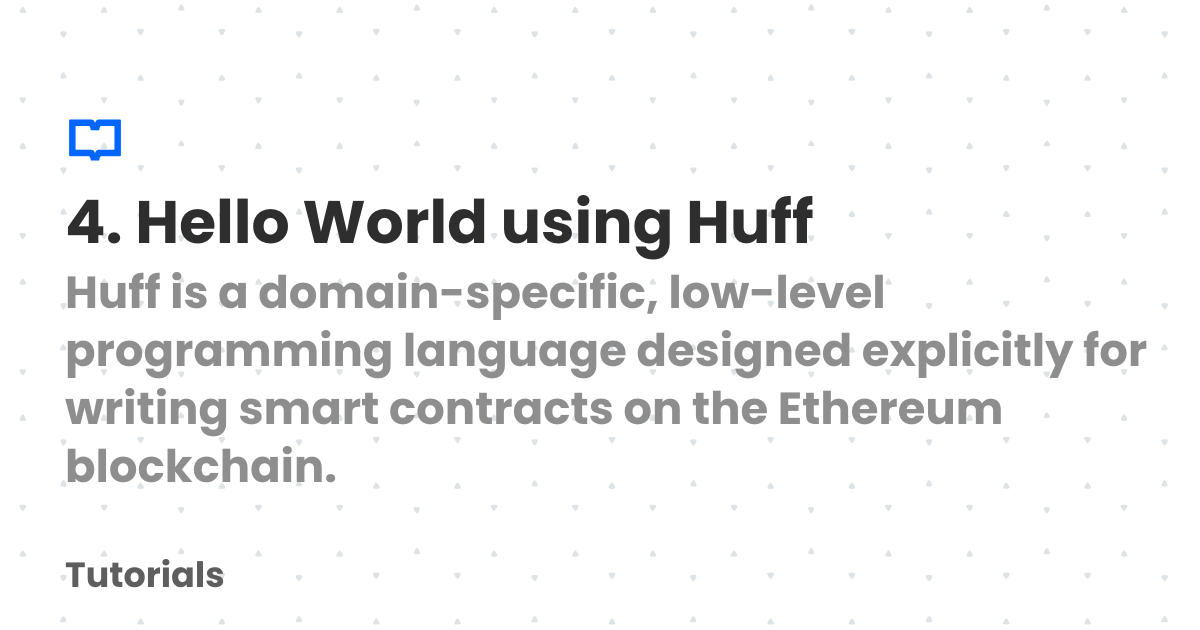 4. Hello World using Huff
Huff is a domain-specific, low-level
programming language designed explicitly for
writing smart contracts on the Ethereum
blockchain.
Tutorials